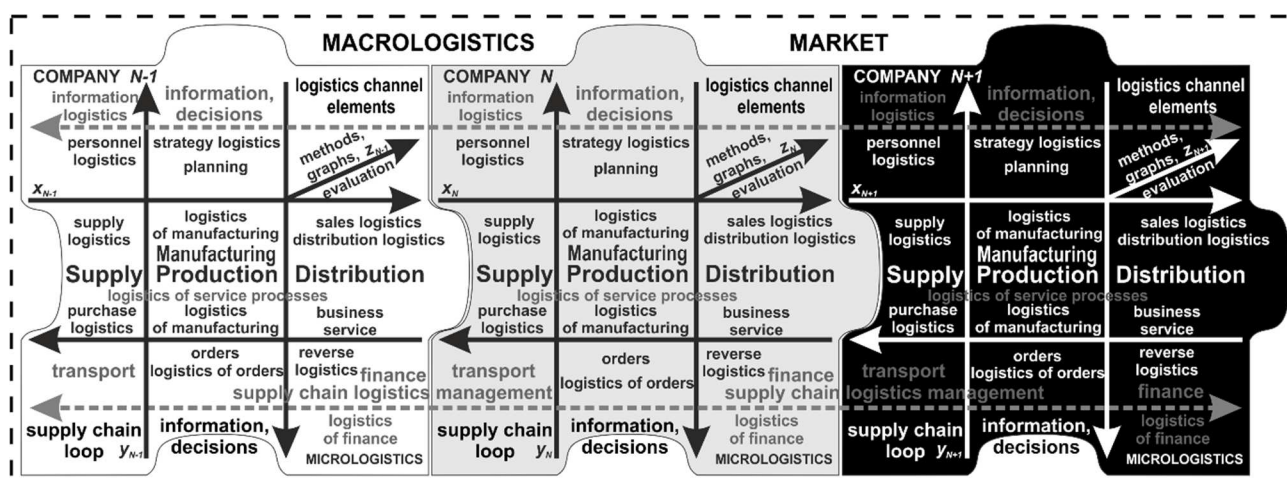 MACROLOGISTICS
MARKET
COMPANY N-1
information
logistics
information,
decisions
logistics channel
elements
personnel
logistics
strategy logistics
planning
methods,
graphs, z_{N-1}
evaluation
x_{N-1}
supply
logistics
logistics
of manufacturing
sales logistics
distribution logistics
Manufacturing
Supply
Production
Distribution
logistics of service processes
purchase
logistics
logistics
of manufacturing
business
service
transport
orders
logistics of orders
reverse
logistics
finance
supply chain logistics management
supply chain
loop y_{N-1}
information,
decisions
logistics
of finance
MICROLOGISTICS
COMPANY N
information
logistics
information,
decisions
logistics channel
elements
personnel
logistics
strategy logistics
planning
methods,
graphs, z_N
evaluation
x_N
supply
logistics
logistics
of manufacturing
sales logistics
distribution logistics
Manufacturing
Supply
Production
Distribution
logistics of service processes
purchase
logistics
logistics
of manufacturing
business
service
transport
orders
logistics of orders
reverse
logistics
finance
supply chain logistics management
supply chain
loop y_N
information,
decisions
logistics
of finance
MICROLOGISTICS
COMPANY N+1
information
logistics
information,
decisions
logistics channel
elements
personnel
logistics
strategy logistics
planning
methods,
graphs, z_{N+1}
evaluation
x_{N+1}
supply
logistics
logistics
of manufacturing
sales logistics
distribution logistics
Manufacturing
Supply
Production
Distribution
logistics of service processes
purchase
logistics
logistics
of manufacturing
business
service
transport
orders
logistics of orders
reverse
logistics
finance
supply chain
loop y_{N+1}
information,
decisions
logistics
of finance
MICROLOGISTICS